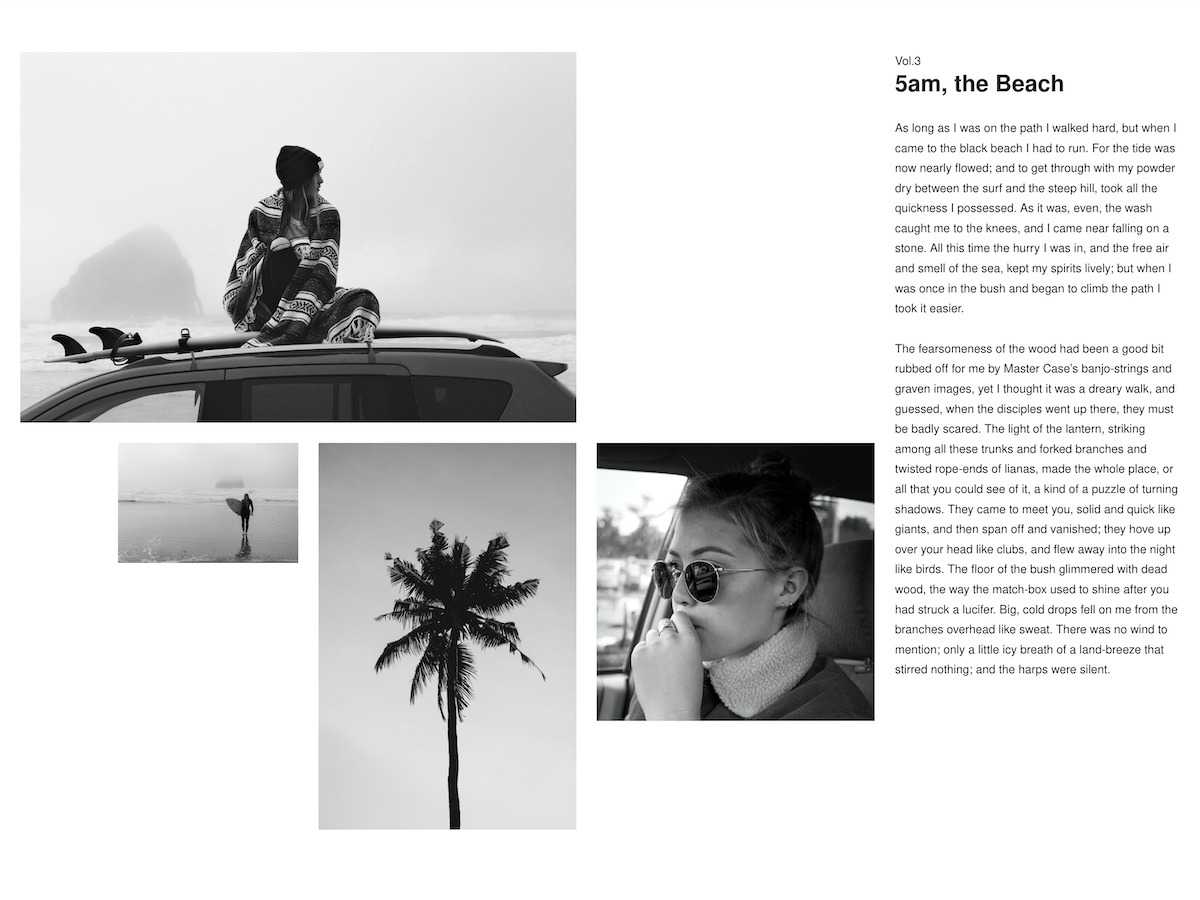 Vol.3
5am, the Beach
As long as I was on the path I walked hard, but when I
came to the black beach I had to run. For the tide was
now nearly flowed; and to get through with my powder
dry between the surf and the steep hill, took all the
quickness I possessed. As it was, even, the wash
caught me to the knees, and I came near falling on a
stone. All this time the hurry I was in, and the free air
and smell of the sea, kept my spirits lively; but when I
was once in the bush and began to climb the path I
took it easier.
The fearsomeness of the wood had been a good bit
rubbed off for me by Master Case’s banjo-strings and
graven images, yet I thought it was a dreary walk, and
guessed, when the disciples went up there, they must
be badly scared. The light of the lantern, striking
among all these trunks and forked branches and
twisted rope-ends of lianas, made the whole place, or
all that you could see of it, a kind of a puzzle of turning
shadows. They came to meet you, solid and quick like
giants, and then span off and vanished; they hove up
over your head like clubs, and flew away into the night
like birds. The floor of the bush glimmered with dead
wood, the way the match-box used to shine after you
had struck a lucifer. Big, cold drops fell on me from the
branches overhead like sweat. There was no wind to
mention; only a little icy breath of a land-breeze that
stirred nothing; and the harps were silent.